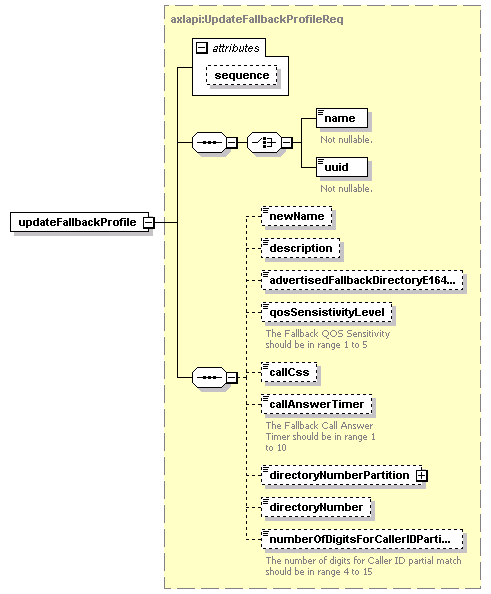 axlapi:UpdateFallbackProfileReq
attributes
sequence
name
Not nullable.
uuid
Not nullable.
updateFallbackProfile
newName
description
advertisedFallbackDirectoryE164...
qosSensistivityLevel
The Fallback QOS Sensitivity
should be in range 1 to 5
callCss
callAnswerTimer
The Fallback Call Answer
Timer should be in range 1
to 10
directoryNumberPartition
directoryNumber
numberOfDigitsForCallerIDParti...
The number of digits for Caller ID partial match
should be in range 4 to 15